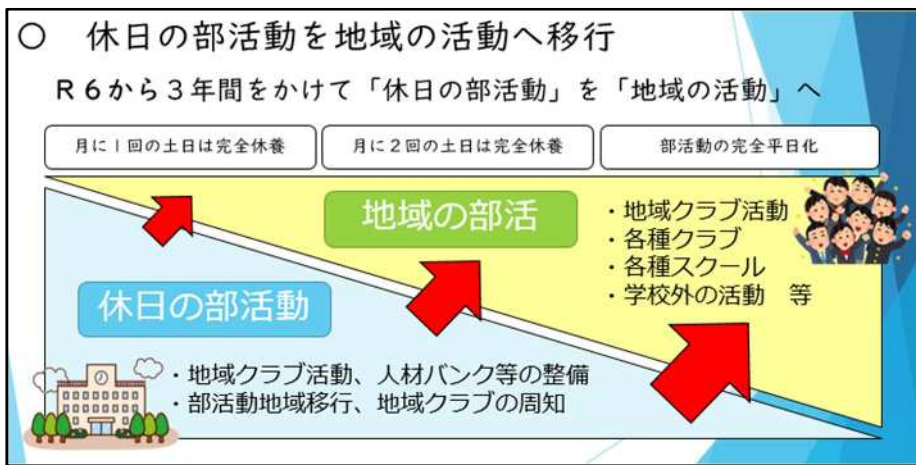 〇 休日の部活動を地域の活動へ移行
R6から3年間をかけて「休日の部活動」を「地域の活動」へ
月に1回の土日は完全休養
月に2回の土日は完全休養
部活動の完全平日化
地域の部活
・地域クラブ活動
・各種クラブ
・各種スクール
・学校外の活動 等
休日の部活動
・地域クラブ活動、人材バンク等の整備
・部活動地域移行、地域クラブの周知